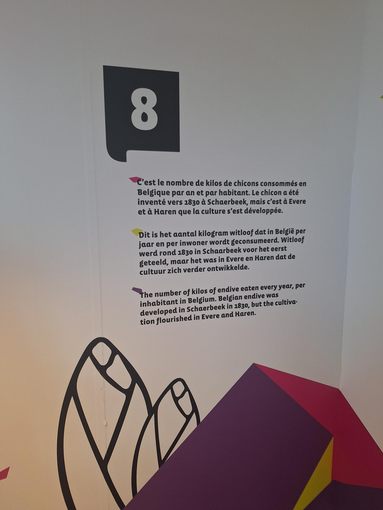 8
C'est le nombre de kilos de chicons consommés en
Belgique par an et par habitant. Le chicon a été
inventé vers 1830 à Schaerbeek, mais c'est à Evere
et à Haren que la culture s'est développée.
Dit is het aantal kilogram witloof dat in België per
jaar en per inwoner wordt geconsumeerd. Witloof
werd rond 1830 in Schaarbeek voor het eerst
geteeld, maar het was in Evere en Haren dat de
cultuur zich verder ontwikkelde.
The number of kilos of endive eaten every year, per
inhabitant in Belgium. Belgian endive was
developed in Schaerbeek in 1830, but the cultiva-
tion flourished in Evere and Haren.